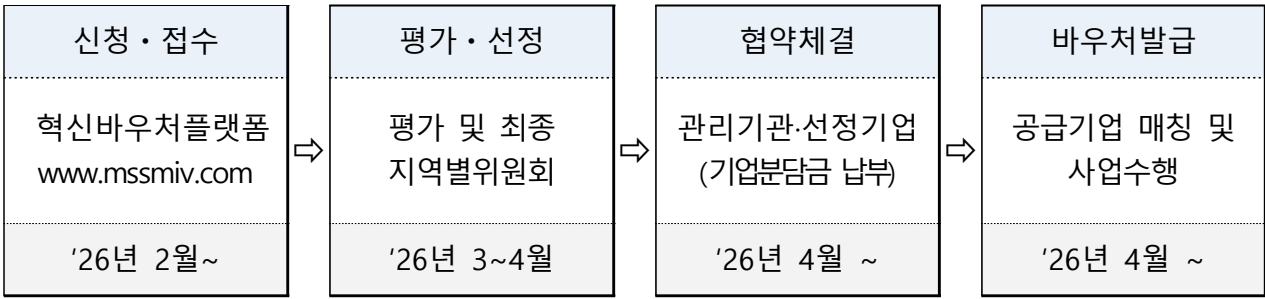 신청・접수
혁신바우처플랫폼
www.mssmiv.com
'26년 2월~
⇨
평가・선정
평가 및 최종
지역별위원회
'26년 3~4월
⇨
협약체결
관리기관·선정기업
(기업분담금 납부)
'26년 4월 ~
⇨
바우처발급
공급기업 매칭 및
사업수행
'26년 4월 ~